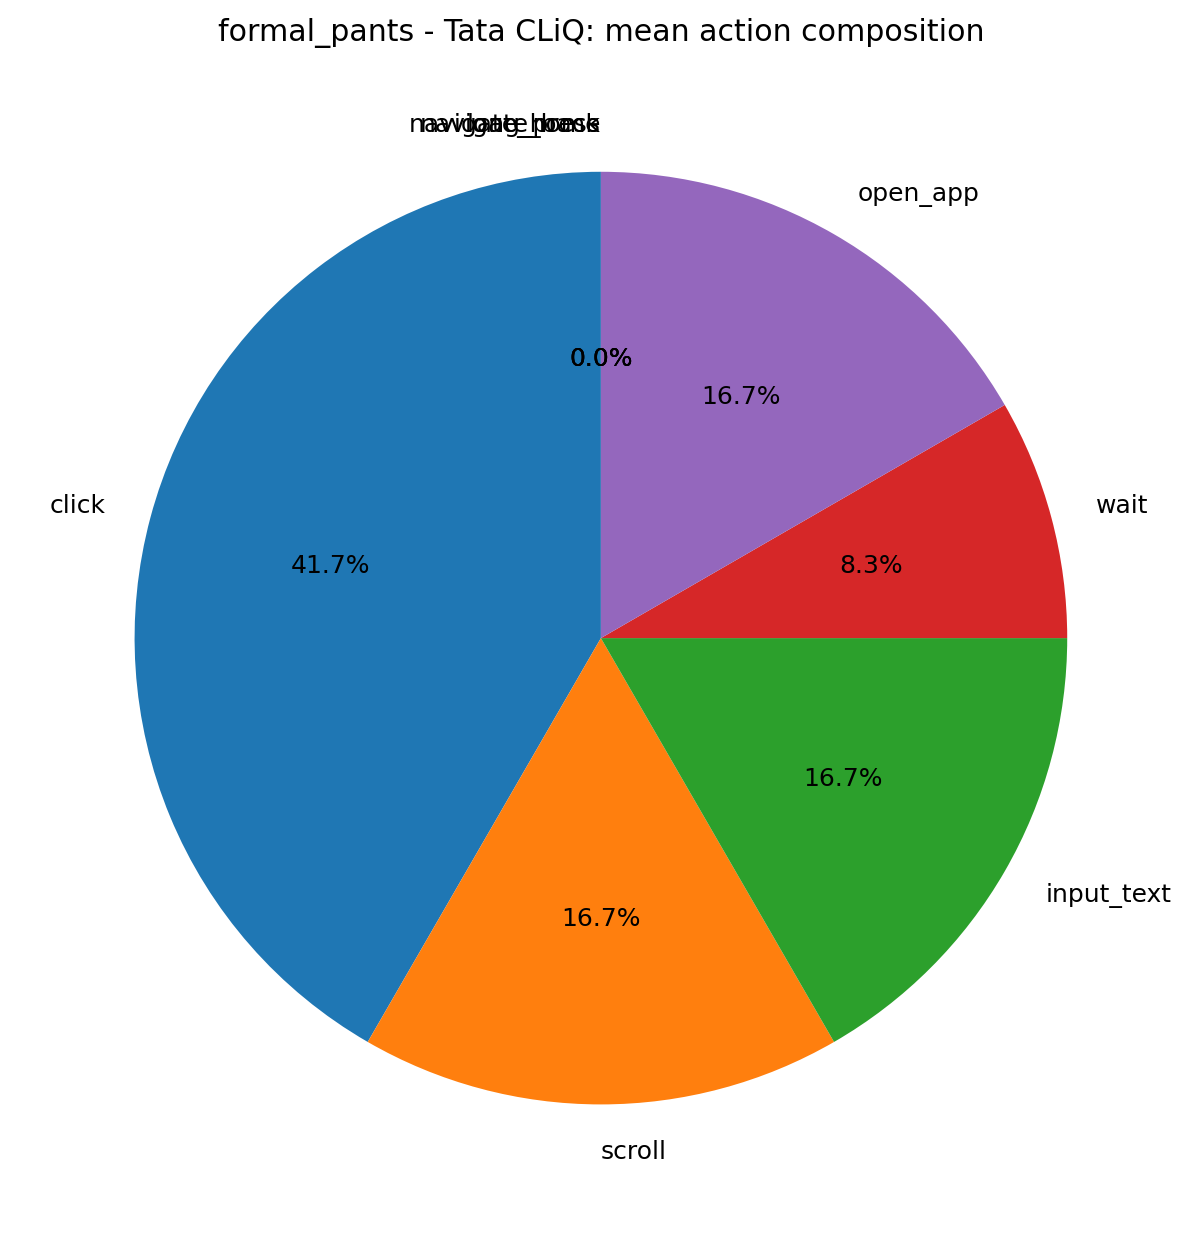 formal_pants - Tata CLiQ: mean action composition
open_app
0.0%
16.7%
click
wait
41.7%
8.3%
16.7%
input_text
16.7%
scroll